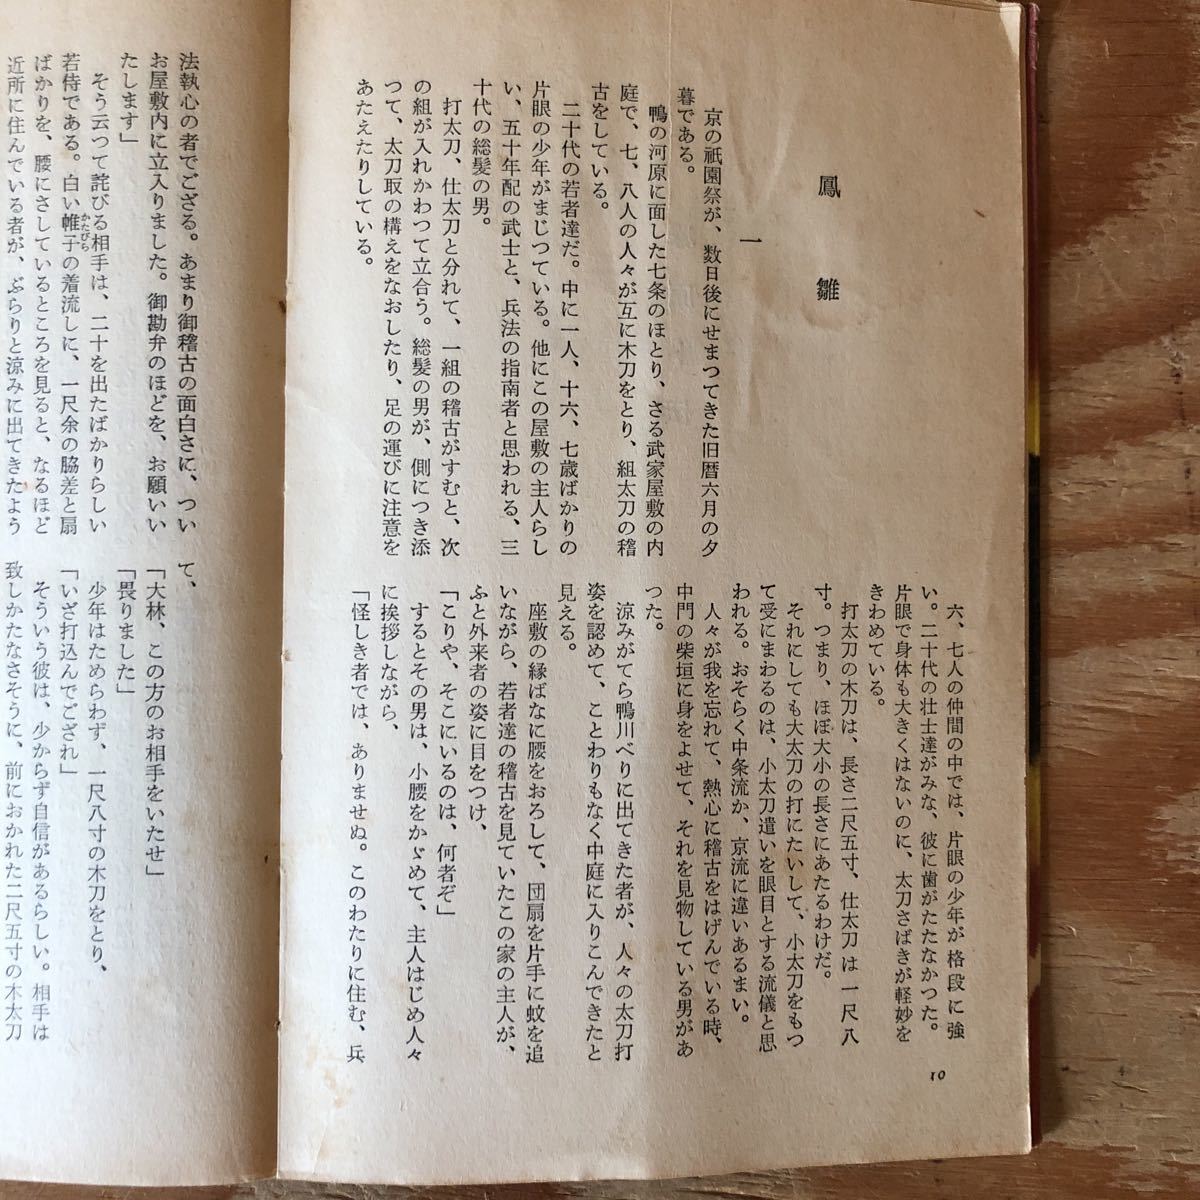 鳳雛
一
京の祇園祭が、数日後にせまつてきた旧暦六月の夕
暮である。
鴨の河原に面した七条のほとり、さる武家屋敷の内
庭で、七、八人の人々が互に木刀をとり、組太刀の稽
古をしている。
二十代の若者達だ。中に一人、十六、七歳ばかりの
片眼の少年がまじつている。他にこの屋敷の主人らし
い、五十年配の武士と、兵法の指南者と思われる、三
十代の総髪の男。
打太刀、仕太刀と分れて、一組の稽古がすむと、次
の組が入れかわつて立合う。総髪の男が、側につき添
つて、太刀取の構えをなおしたり、足の運びに注意を
あたえたりしている。
六、七人の仲間の中では、片眼の少年が格段に強
い。二十代の壮士達がみな、彼に歯がたたなかつた。
片眼で身体も大きくはないのに、太刀さばきが軽妙を
きわめている。
打太刀の木刀は、長さ二尺五寸、仕太刀は一尺八
寸。つまり、ほぼ大小の長さにあたるわけだ。
それにしても大太刀の打にたいして、小太刀をもつ
て受にまわるのは、小太刀遣いを眼目とする流儀と思
われる。おそらく中条流か、京流に違いあるまい。
人々が我を忘れて、熱心に稽古をはげんでいる時、
中門の柴垣に身をよせて、それを見物している男があ
つた。
涼みがてら鴨川べりに出てきた者が、人々の太刀打
姿を認めて、ことわりもなく中庭に入りこんできたと
見える。
座敷の縁ばなに腰をおろして、団扇を片手に蚊を追
いながら、若者達の稽古を見ていたこの家の主人が、
ふと外来者の姿に目をつけ、
「こりや、そこにいるのは、何者ぞ」
するとその男は、小腰をかゞめて、主人はじめ人々
に挨拶しながら、
「怪しき者では、ありませぬ。このわたりに住む、兵
10
法執心の者でござる。あまり御稽古の面白さに、つい
お屋敷内に立入りました。御勘弁のほどを、お願いい
たします」
そう云つて詫びる相手は、二十を出たばかりらしい
若侍である。白い帷子かたびらの着流しに、一尺余の脇差と扇
ばかりを、腰にさしているところを見ると、なるほど
近所に住んでいる者が、ぶらりと涼みに出てきたよう
て、
「大林、この方のお相手をいたせ」
「畏りました」
少年はためらわず、一尺八寸の木刀をとり、
「いざ打込んでござれ」
そういう彼は、少からず自信があるらしい。相手は
致しかたなさそうに、前におかれた二尺五寸の木太刀